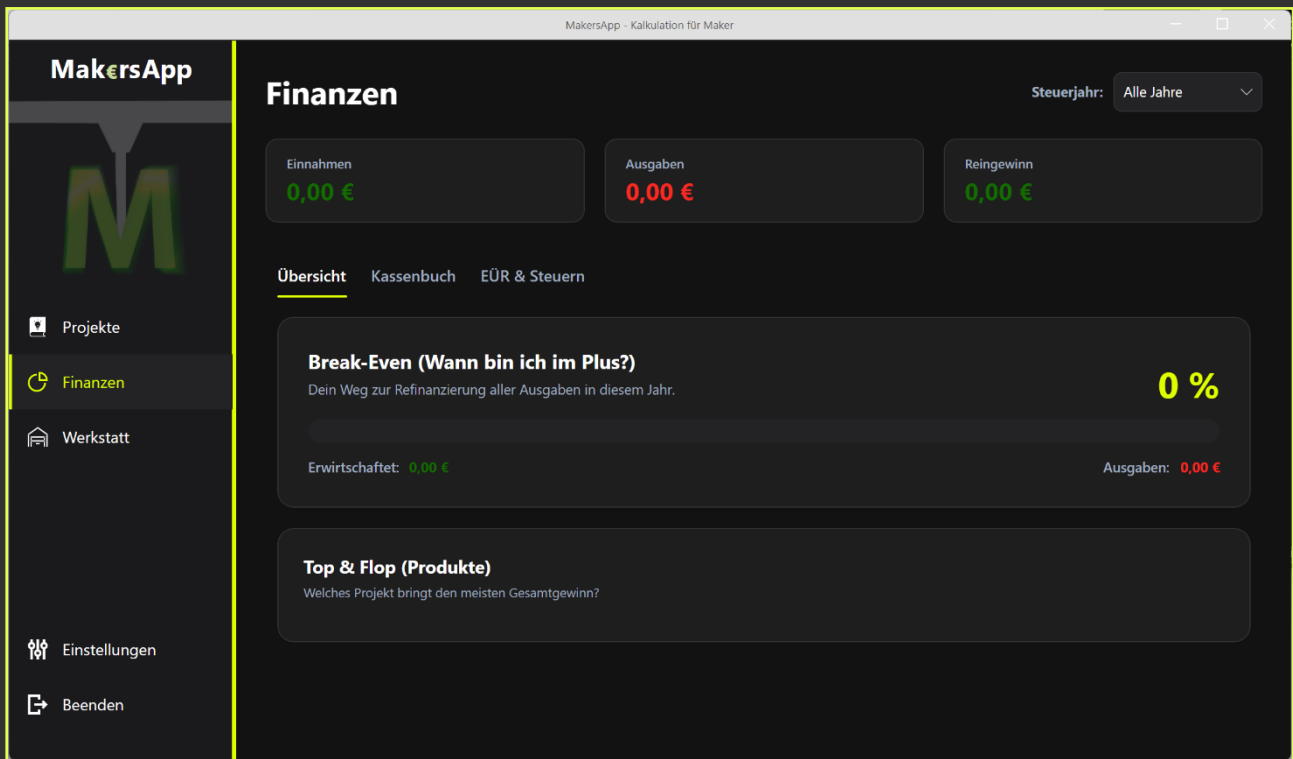 MakersApp - Kalkulation für Maker
Mak€rsApp
M
Projekte
Finanzen
Werkstatt
Einstellungen
Beenden
Finanzen
Steuerjahr: Alle Jahre
Einnahmen
0,00 €
Ausgaben
0,00 €
Reingewinn
0,00 €
Übersicht Kassenbuch EÜR & Steuern
Break-Even (Wann bin ich im Plus?)
Dein Weg zur Refinanzierung aller Ausgaben in diesem Jahr.
0 %
Erwirtschaftet: 0,00 €
Ausgaben: 0,00 €
Top & Flop (Produkte)
Welches Projekt bringt den meisten Gesamtgewinn?